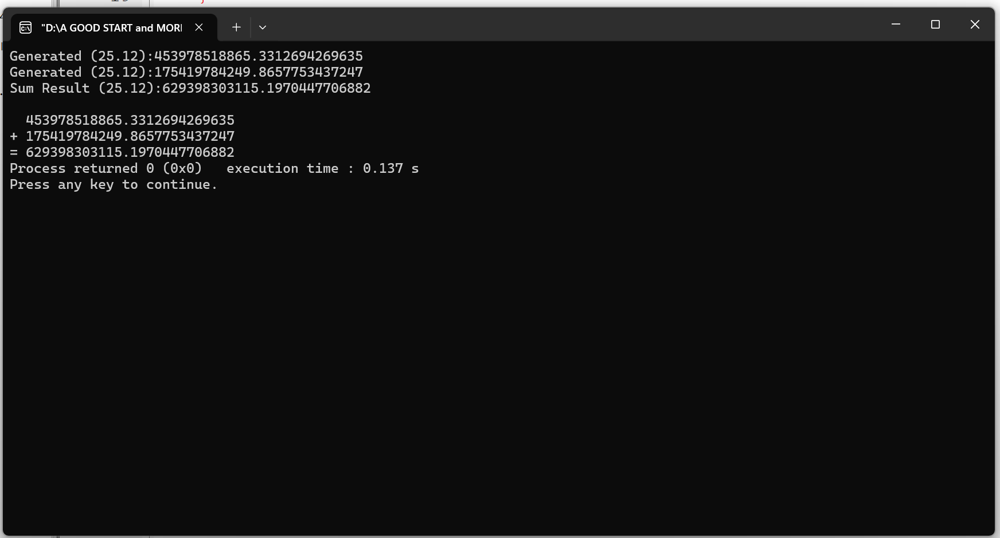 "D:\A GOOD START and MORI
Generated (25.12):453978518865.3312694269635
Generated (25.12):175419784249.8657753437247
Sum Result (25.12):629398303115.1970447706882
453978518865.3312694269635
+ 175419784249.8657753437247
= 629398303115.1970447706882
Process returned 0 (0x0)   execution time : 0.137 s
Press any key to continue.